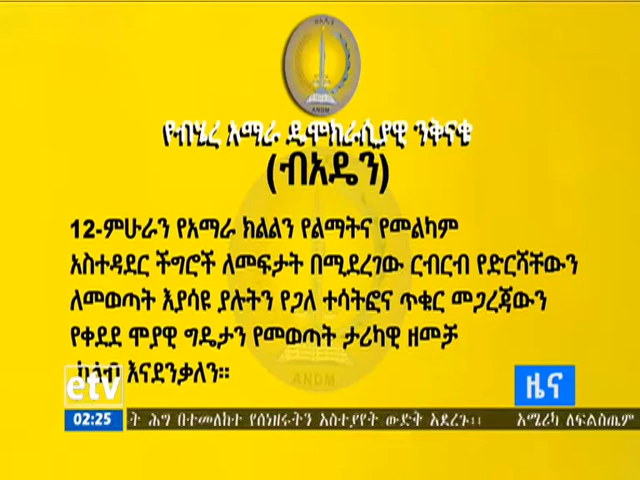 ANDM
የብሄረ አማራ ዴሞክራሲያዊ ንቅናቄ
(ብአዴን)
12-ምሁራን የአማራ ክልልን የልማትና የመልካም
አስተዳደር ችግሮች ለመፍታት በሚደረገው ርብርብ የድርሻቸውን
ለመወጣት እያሳዩ ያሉትን የጋለ ተሳትፎና ጥቁር መጋረጃውን
የቀደደ ሞያዊ ግዴታን የመወጣት ታሪካዊ ዘመቻ
እናደንቃለን።
ANDM
etv
ዜና
02:25
ት ሕግ በተመለከተ የሰነዘሩትን አስተያየት ውድቅ አደረጉ፡፡ አሜሪካ ለፍልስጤም